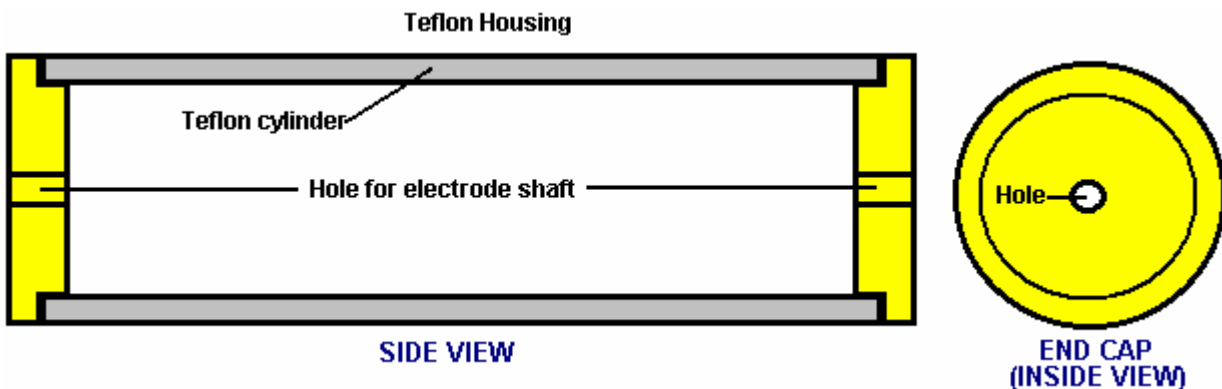 Teflon Housing
Teflon cylinder
Hole for electrode shaft
Hole
SIDE VIEW
END CAP
(INSIDE VIEW)